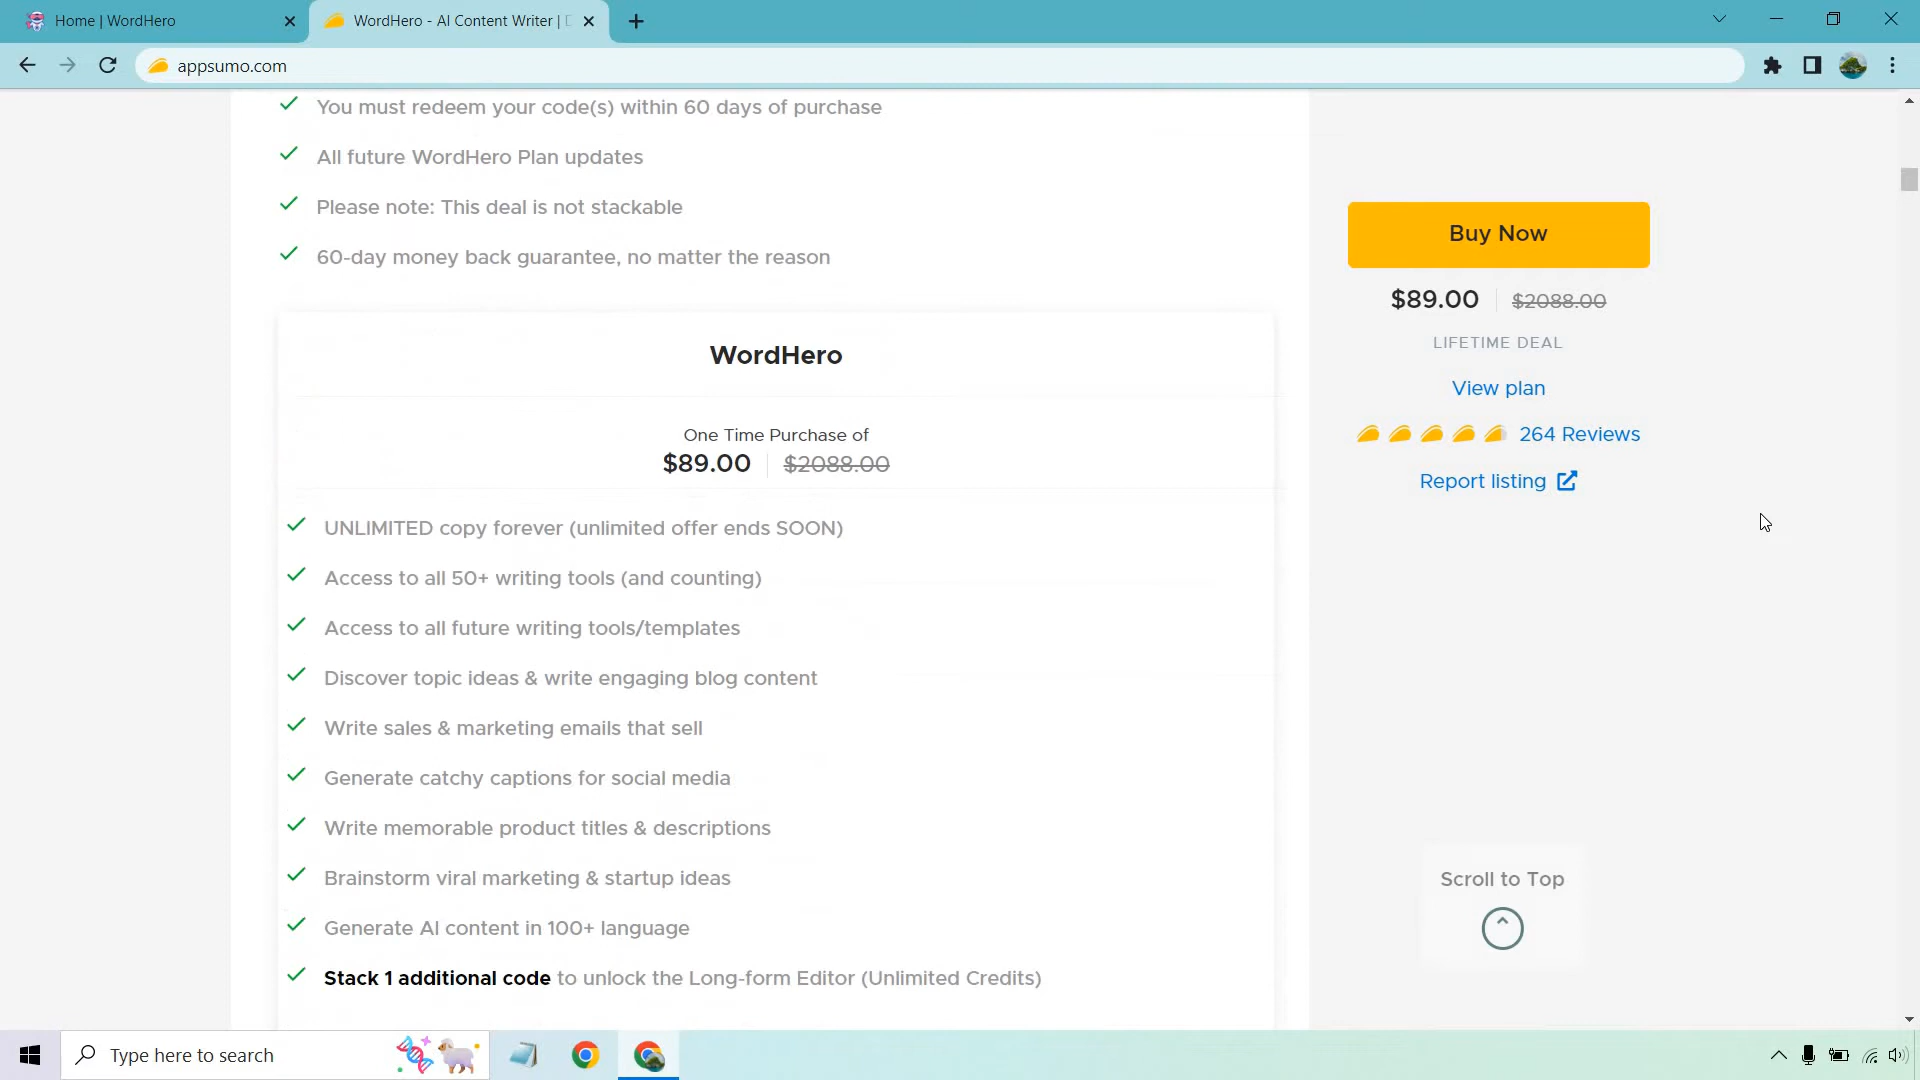 Home | WordHero
WordHero - AI Content Writer |
appsumo.com
You must redeem your code(s) within 60 days of purchase
All future WordHero Plan updates
Please note: This deal is not stackable
60-day money back guarantee, no matter the reason
WordHero
One Time Purchase of
$89.00 $2088.00
UNLIMITED copy forever (unlimited offer ends SOON)
Access to all 50+ writing tools (and counting)
Access to all future writing tools/templates
Discover topic ideas & write engaging blog content
Write sales & marketing emails that sell
Generate catchy captions for social media
Write memorable product titles & descriptions
Brainstorm viral marketing & startup ideas
Generate AI content in 100+ language
Stack 1 additional code to unlock the Long-form Editor (Unlimited Credits)
Buy Now
$89.00 $2088.00
LIFETIME DEAL
View plan
264 Reviews
Report listing
Scroll to Top
Type here to search